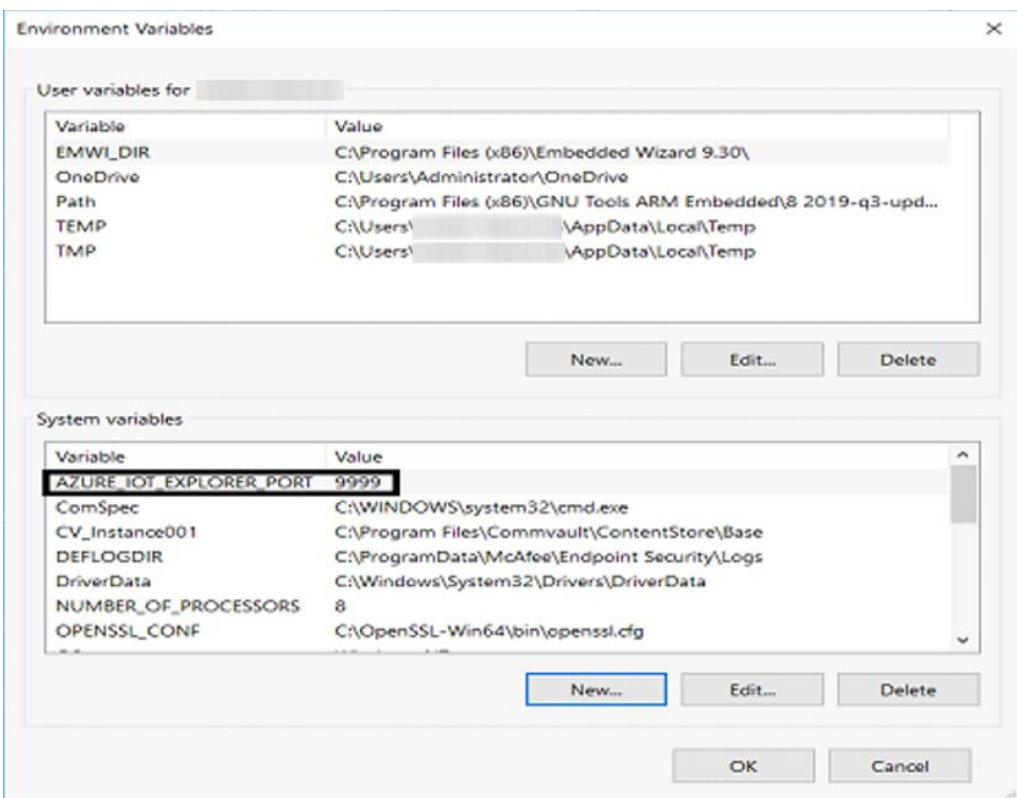 Environment Variables
User variables for
Variable Value
EMWI_DIR C:\Program Files (x86)\Embedded Wizard 9.30\
OneDrive C:\Users\Administrator\OneDrive
Path C:\Program Files (x86)\GNU Tools ARM Embedded\8 2019-q3-upd...
TEMP C:\Users\ \AppData\Local\Temp
TMP C:\Users\ \AppData\Local\Temp
New... Edit... Delete
System variables
Variable Value
AZURE_IOT_EXPLORER_PORT 9999
ComSpec C:\WINDOWS\system32\cmd.exe
CV_Instance001 C:\Program Files\Commvault\ContentStore\Base
DEFLOGDIR C:\ProgramData\McAfee\Endpoint Security\Logs
DriverData C:\Windows\System32\Drivers\DriverData
NUMBER_OF_PROCESSORS 8
OPENSSL_CONF C:\OpenSSL-Win64\bin\openssl.cfg
New... Edit... Delete
OK Cancel